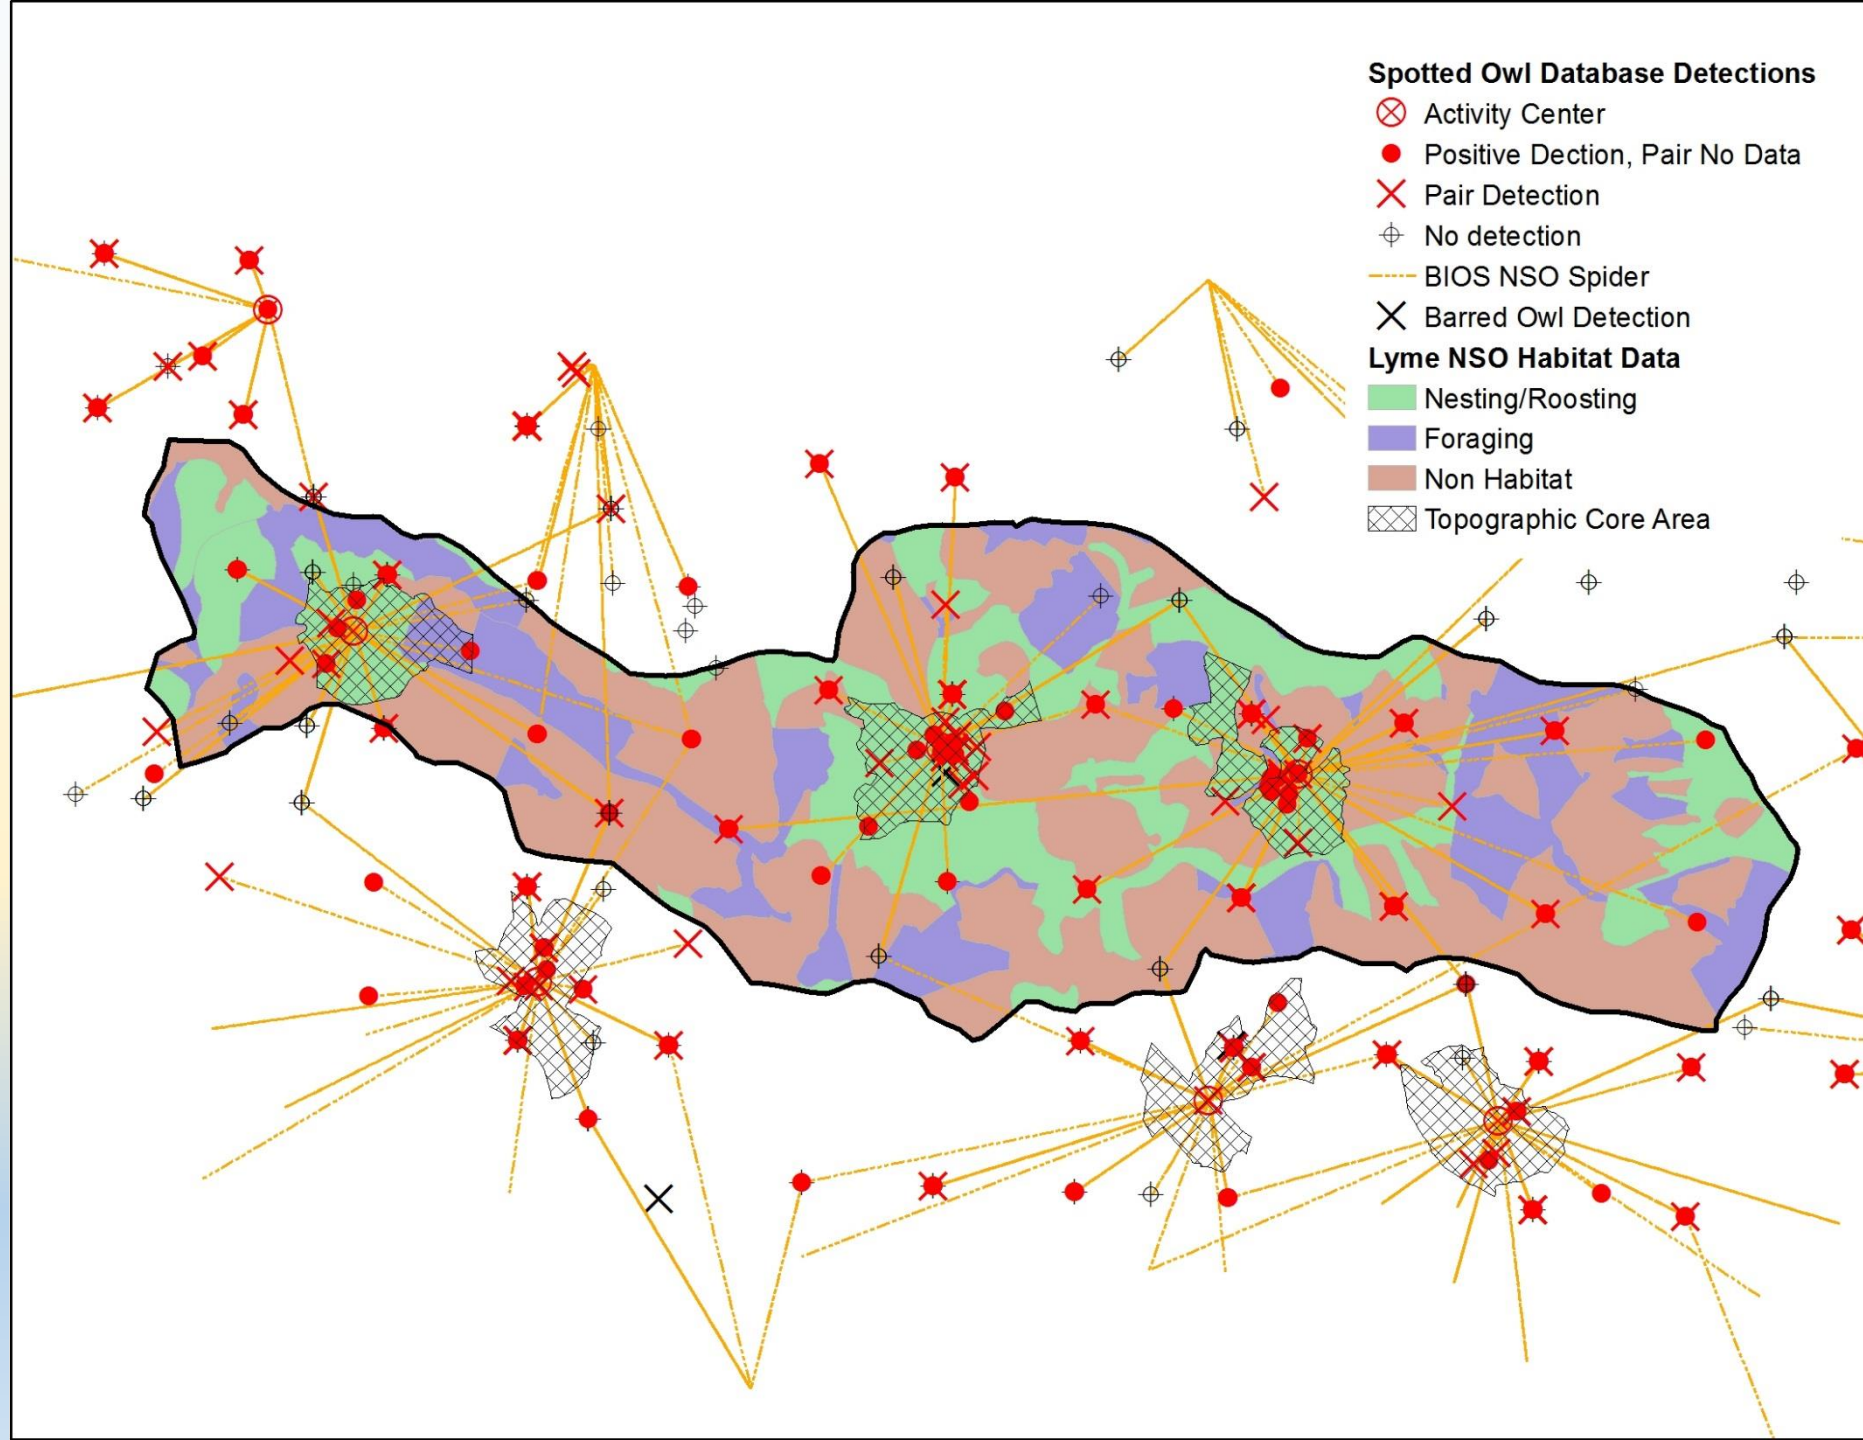 Spotted Owl Database Detections
Activity Center
Positive Dection, Pair No Data
Pair Detection
No detection
BIOS NSO Spider
Barred Owl Detection
Lyme NSO Habitat Data
Nesting/Roosting
Foraging
Non Habitat
Topographic Core Area